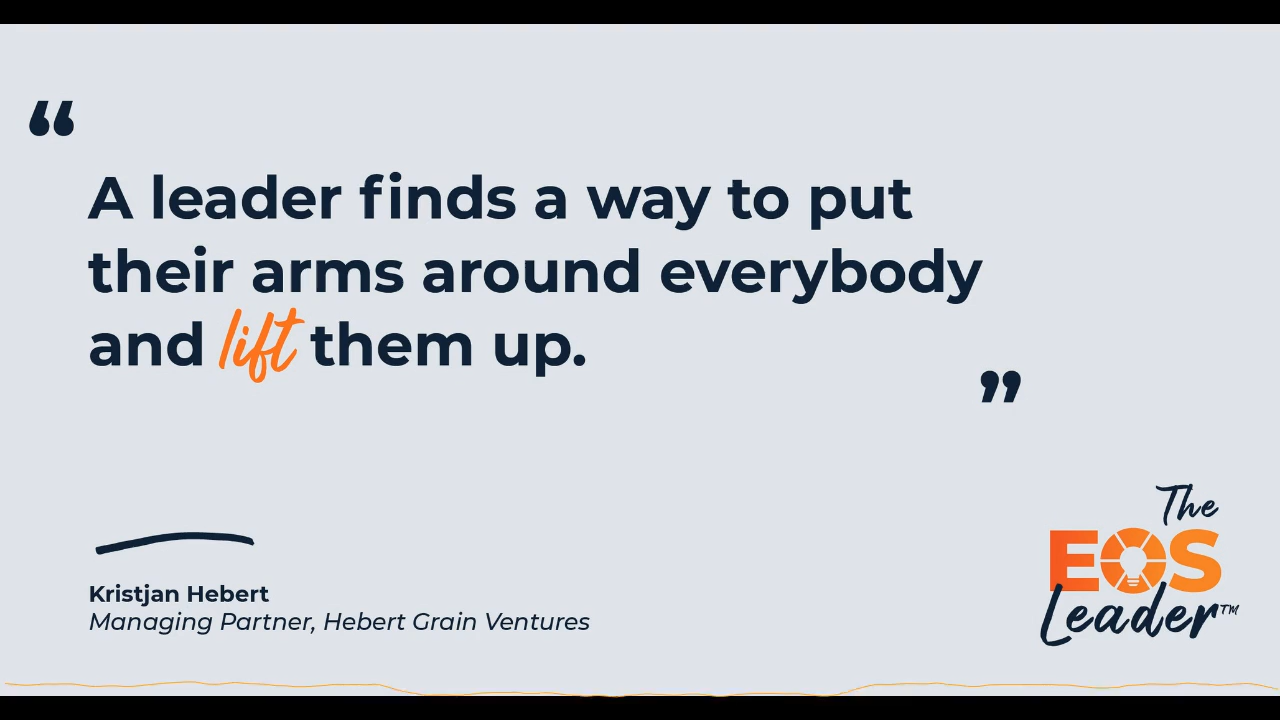 “
A leader finds a way to put
their arms around everybody
and lift them up.
”
Kristjan Hebert
Managing Partner, Hebert Grain Ventures
The
EOS
Leader™